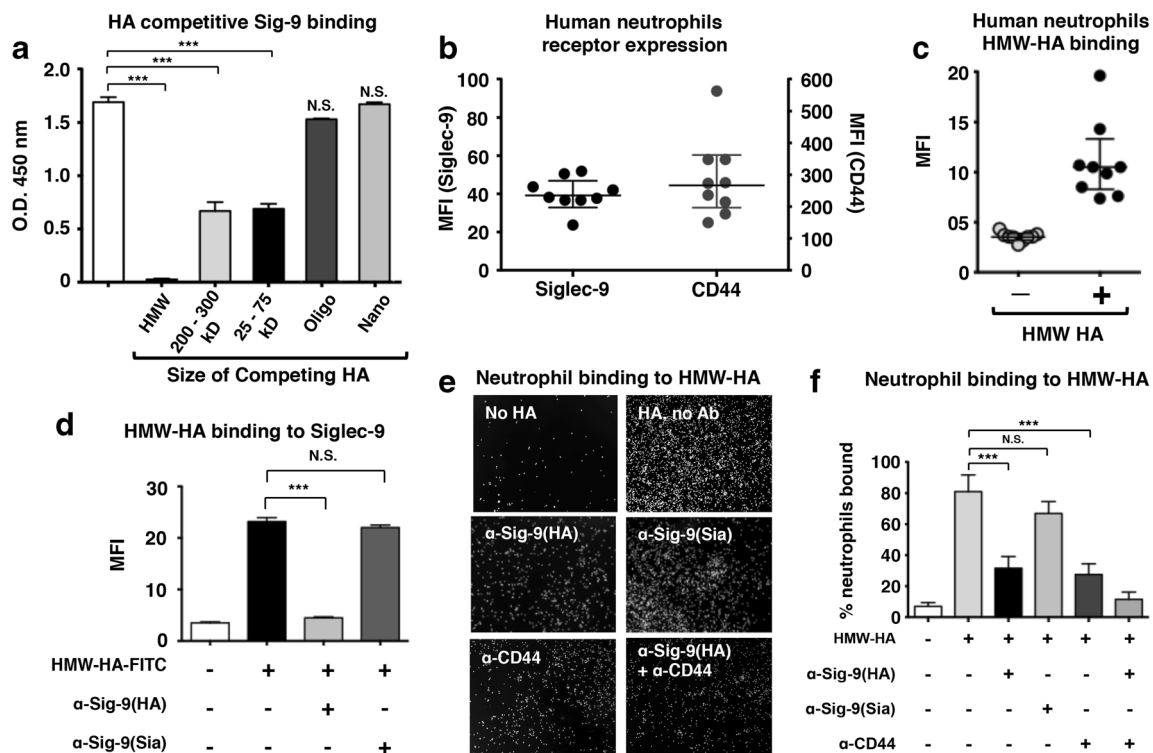 a
HA competitive Sig-9 binding
***
***
***
N.S.
N.S.
O.D. 450 nm
2.0
1.5
1.0
0.5
0
HMW
200 - 300 kD
25 - 75 kD
Oligo
Nano
Size of Competing HA
b
Human neutrophils
receptor expression
MFI (Siglec-9)
100
80
60
40
20
0
MFI (CD44)
600
500
400
300
200
100
0
Siglec-9
CD44
c
Human neutrophils
HMW-HA binding
MFI
20
15
10
05
0
– +
HMW HA
d
HMW-HA binding to Siglec-9
N.S.
***
MFI
30
20
10
0
HMW-HA-FITC - + + +
α-Sig-9(HA) - - + -
α-Sig-9(Sia) - - - +
e
Neutrophil binding to HMW-HA
No HA
HA, no Ab
α-Sig-9(HA)
α-Sig-9(Sia)
α-CD44
α-Sig-9(HA)
+ α-CD44
f
Neutrophil binding to HMW-HA
***
N.S.
***
% neutrophils bound
100
80
60
40
20
0
HMW-HA - + + + + +
α-Sig-9(HA) - - + - - +
α-Sig-9(Sia) - - - + - -
α-CD44 - - - - + +